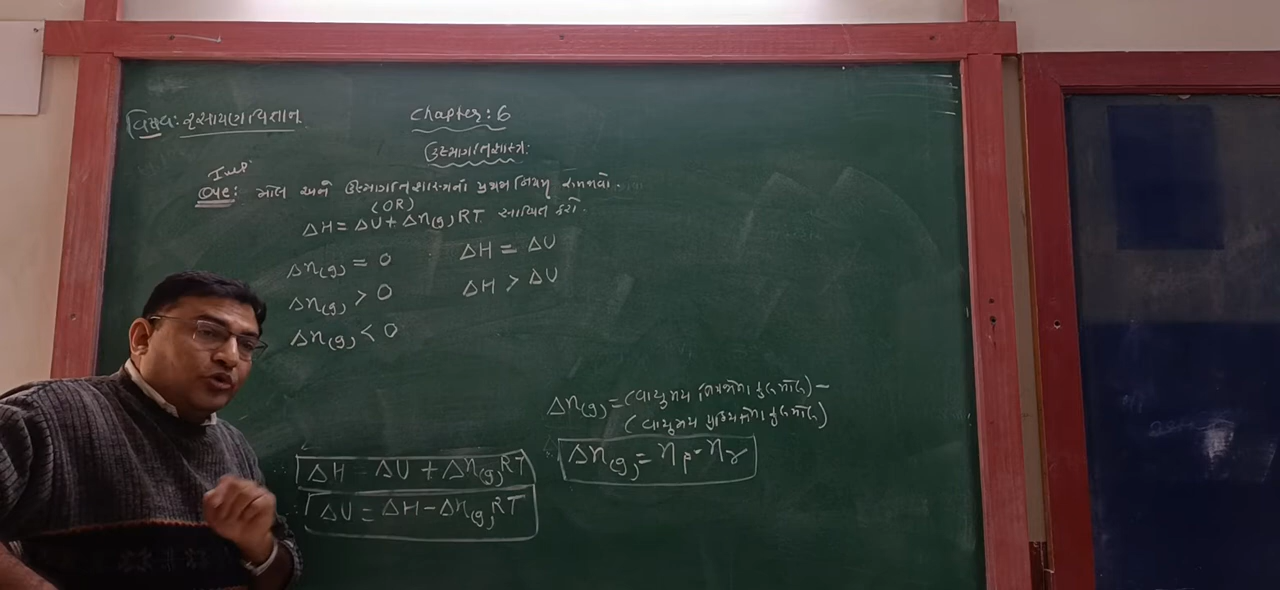 વિષય: રસાયણવિજ્ઞાન
Chapter: 6
ઉષ્માગતિશાસ્ત્ર:
Imp
Que: મોલ અને ઉષ્માગતિશાસ્ત્રનો પ્રથમ નિયમ સમજાવો.
(OR)
ΔH = ΔU + Δn(g) RT સાબિત કરો.
Δn(g) = 0 ΔH = ΔU
Δn(g) > 0 ΔH > ΔU
Δn(g) < 0
Δn(g) = (વાયુમય નિપજોના કુલ મોલ) –
(વાયુમય પ્રક્રિયકોના કુલ મોલ)
Δn(g) = np - nr
ΔH = ΔU + Δn(g) RT
ΔU = ΔH – Δn(g) RT